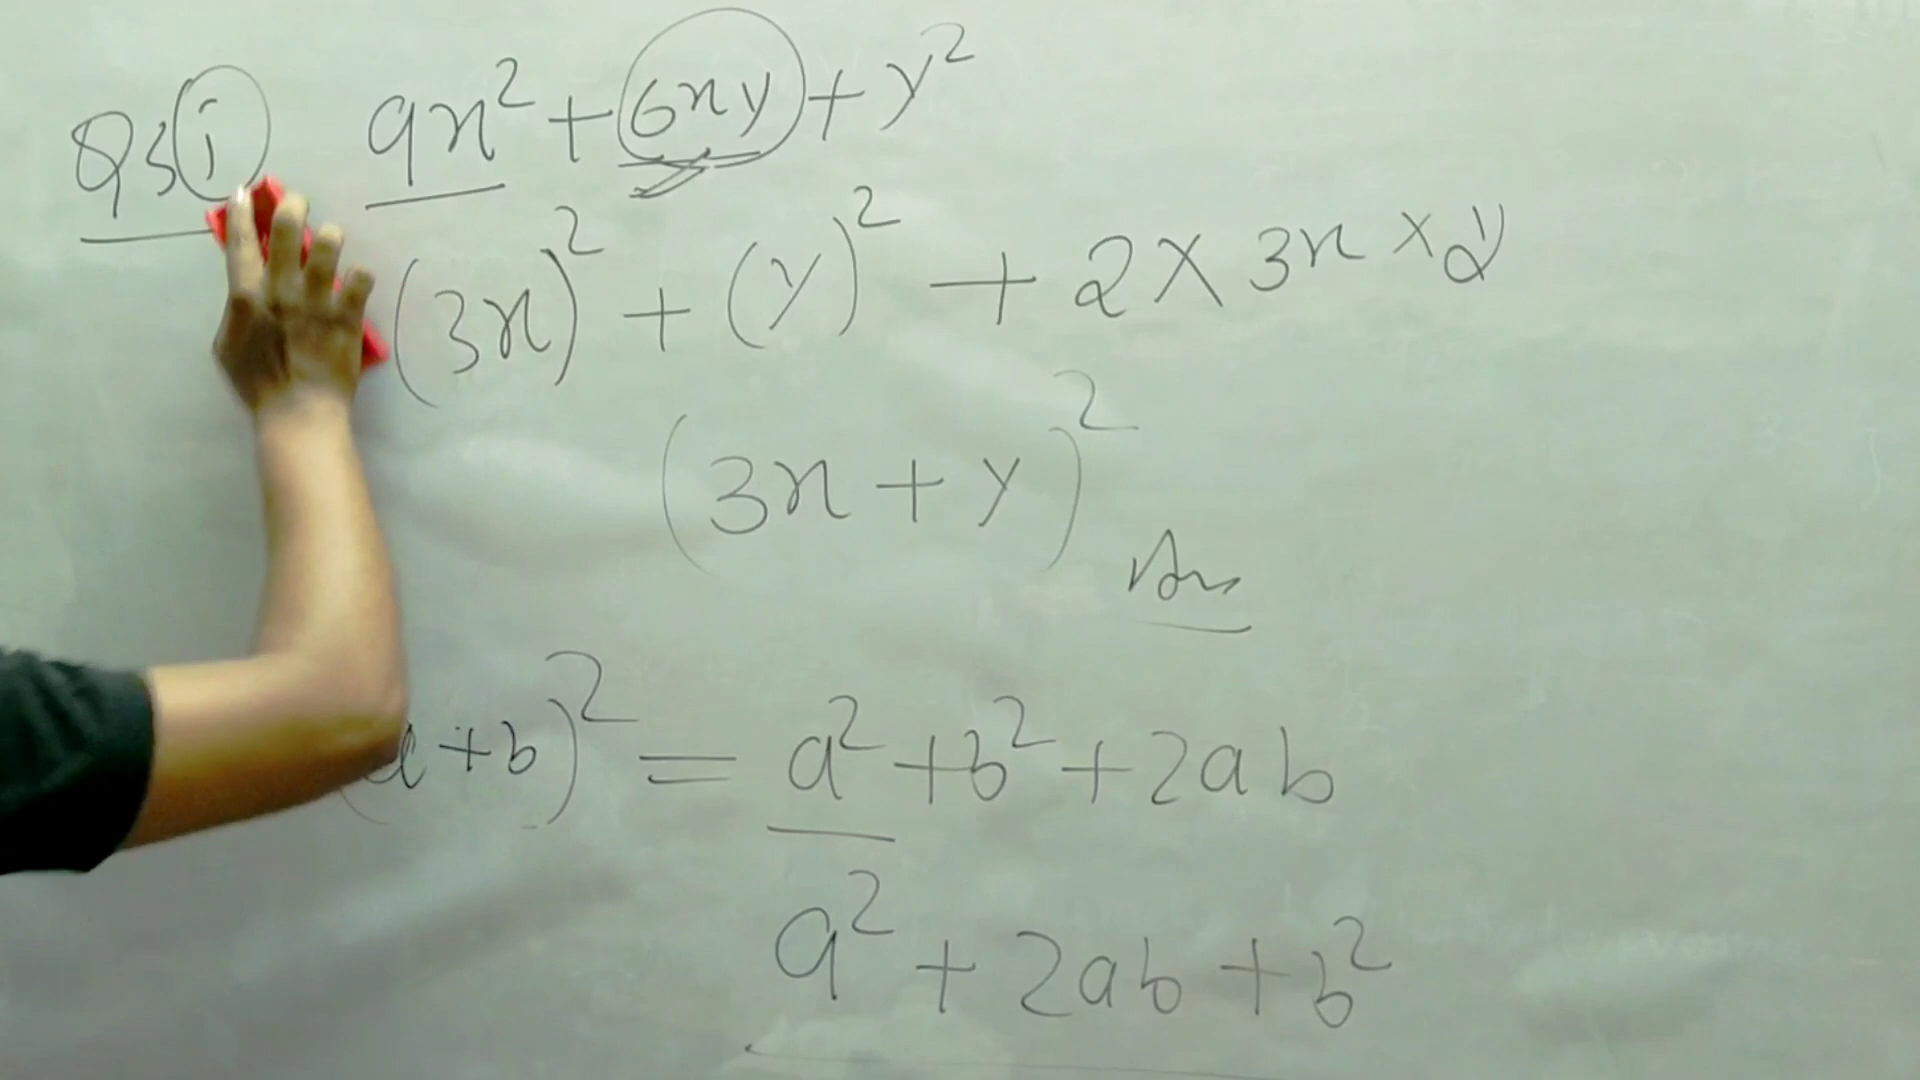 Q3 i 9x² + 6xy + y²
(3x)² + (y)² + 2 × 3x × y
(3x + y)²
Ans
(a + b)² = a² + b² + 2ab
a² + 2ab + b²